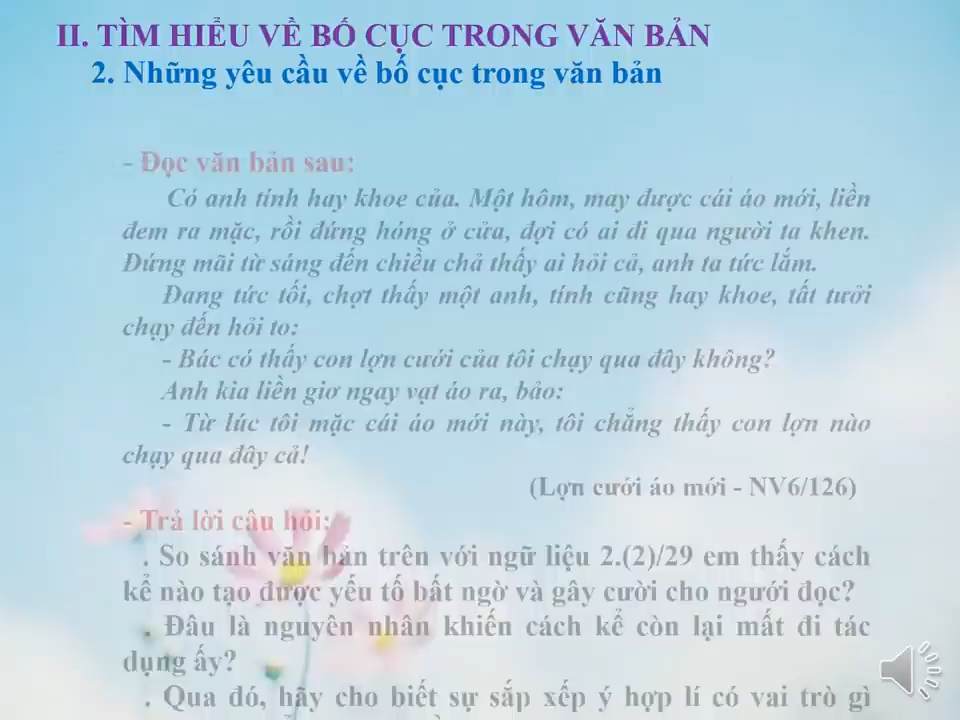 II. TÌM HIỂU VỀ BỐ CỤC TRONG VĂN BẢN
2. Những yêu cầu về bố cục trong văn bản
- Đọc văn bản sau:
Có anh tính hay khoe của. Một hôm, may được cái áo mới, liền
đem ra mặc, rồi đứng hóng ở cửa, đợi có ai đi qua người ta khen.
Đứng mãi từ sáng đến chiều chả thấy ai hỏi cả, anh ta tức lắm.
Đang tức tối, chợt thấy một anh, tính cũng hay khoe, tất tưởi
chạy đến hỏi to:
- Bác có thấy con lợn cưới của tôi chạy qua đây không?
Anh kia liền giơ ngay vạt áo ra, bảo:
- Từ lúc tôi mặc cái áo mới này, tôi chẳng thấy con lợn nào
chạy qua đây cả!
(Lợn cưới áo mới - NV6/126)
- Trả lời câu hỏi:
. So sánh văn bản trên với ngữ liệu 2.(2)/29 em thấy cách
kể nào tạo được yếu tố bất ngờ và gây cười cho người đọc?
. Đâu là nguyên nhân khiến cách kể còn lại mất đi tác
dụng ấy?
. Qua đó, hãy cho biết sự sắp xếp ý hợp lí có vai trò gì